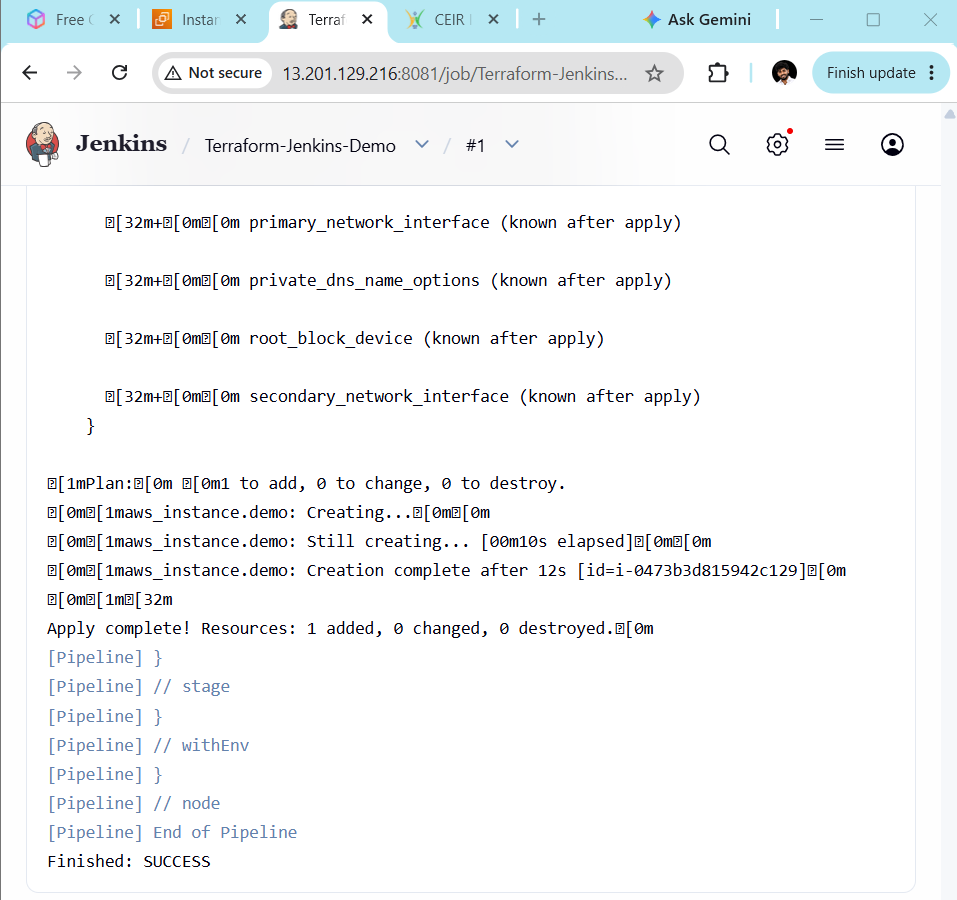 Free
Instan
Terraf
CEIR
Ask Gemini
Not secure
13.201.129.216:8081/job/Terraform-Jenkins...
Finish update
Jenkins / Terraform-Jenkins-Demo / #1
�[32m+�[0m�[0m primary_network_interface (known after apply)
�[32m+�[0m�[0m private_dns_name_options (known after apply)
�[32m+�[0m�[0m root_block_device (known after apply)
�[32m+�[0m�[0m secondary_network_interface (known after apply)
}
�[1mPlan:�[0m �[0m1 to add, 0 to change, 0 to destroy.
�[0m�[1maws_instance.demo: Creating...�[0m�[0m
�[0m�[1maws_instance.demo: Still creating... [00m10s elapsed]�[0m�[0m
�[0m�[1maws_instance.demo: Creation complete after 12s [id=i-0473b3d815942c129]�[0m
�[0m�[1m�[32m
Apply complete! Resources: 1 added, 0 changed, 0 destroyed.�[0m
[Pipeline] }
[Pipeline] // stage
[Pipeline] }
[Pipeline] // withEnv
[Pipeline] }
[Pipeline] // node
[Pipeline] End of Pipeline
Finished: SUCCESS